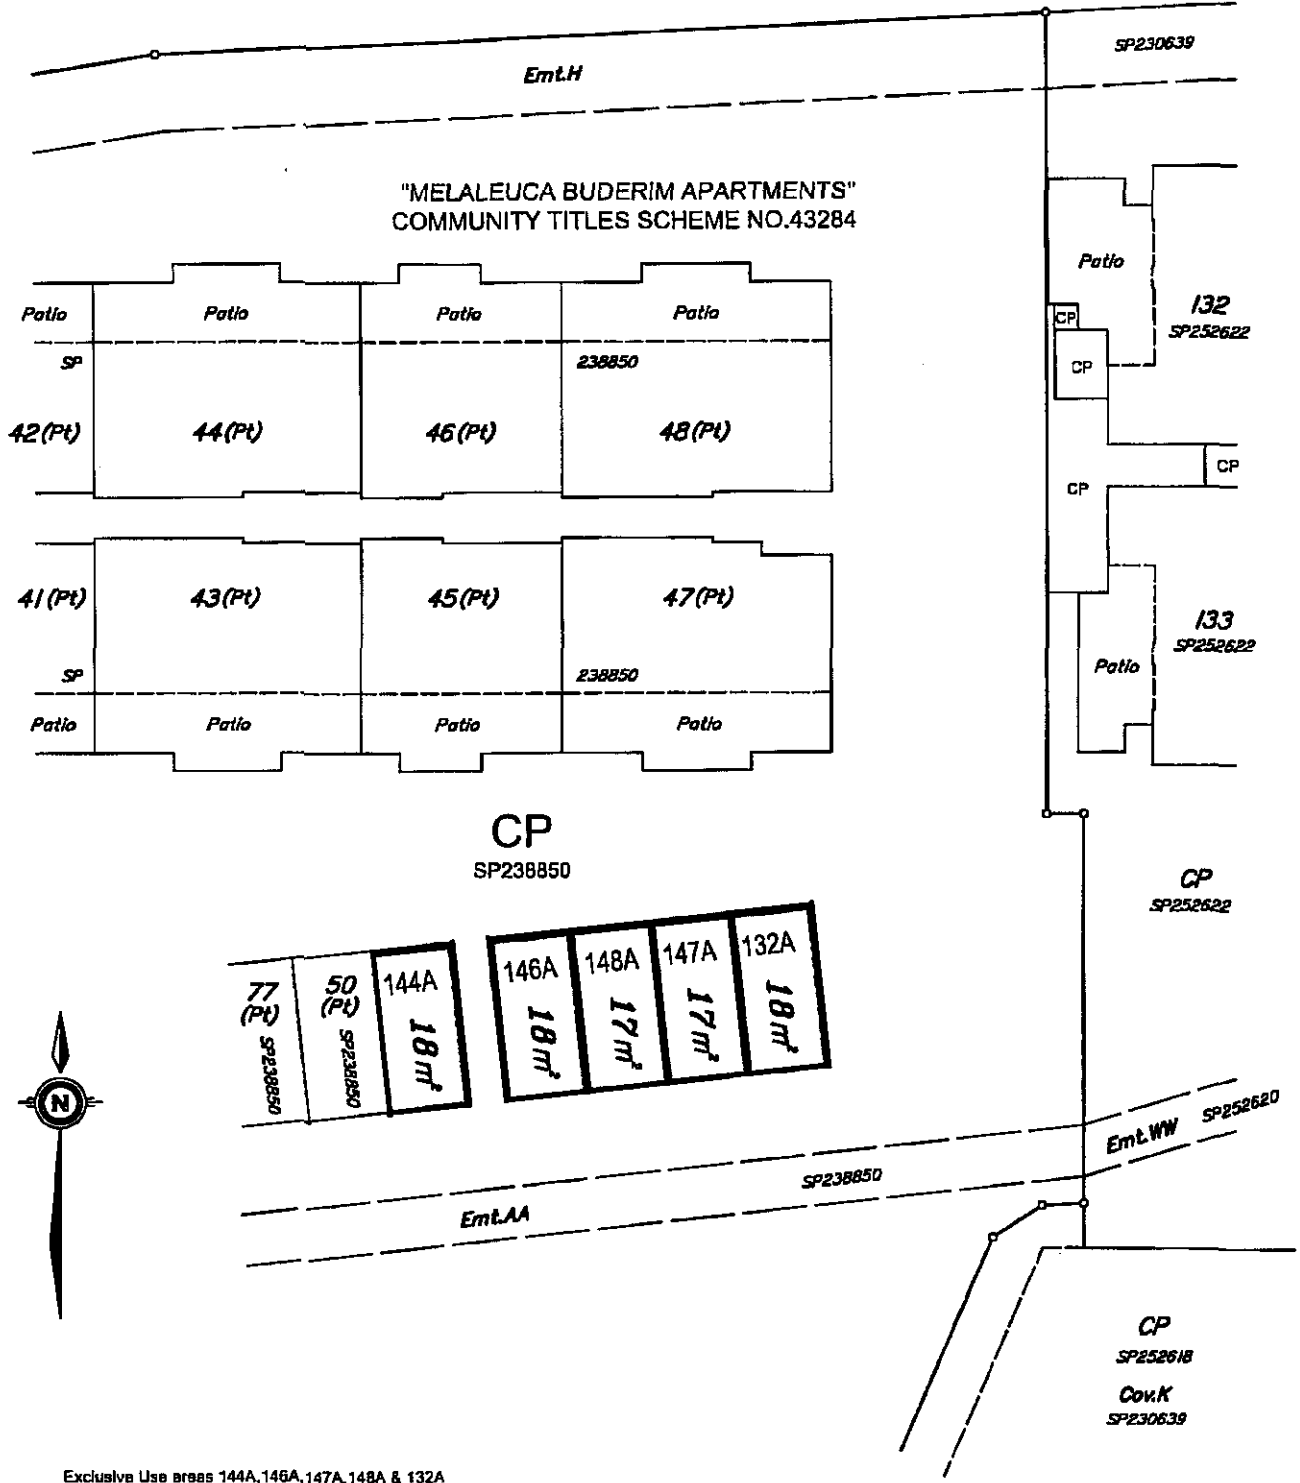 SP230639
Emt.H
"MELALEUCA BUDERIM APARTMENTS"
COMMUNITY TITLES SCHEME NO.43284
Patio
Patio
Patio
Patio
Patio
132
SP252622
CP
CP
CP
CP
SP
238850
42(Pt)
44(Pt)
46(Pt)
48(Pt)
41(Pt)
43(Pt)
45(Pt)
47(Pt)
133
SP252622
Patio
SP
238850
Patio
Patio
Patio
Patio
CP
SP238850
CP
SP252622
77
(Pt)
SP238850
50
(Pt)
SP238850
144A
18m²
146A
18m²
148A
17m²
147A
17m²
132A
18m²
N
Emt.WW
SP252620
SP238850
Emt.AA
CP
SP252618
Cov.K
SP230639
Exclusive Use areas 144A,146A,147A,148A & 132A